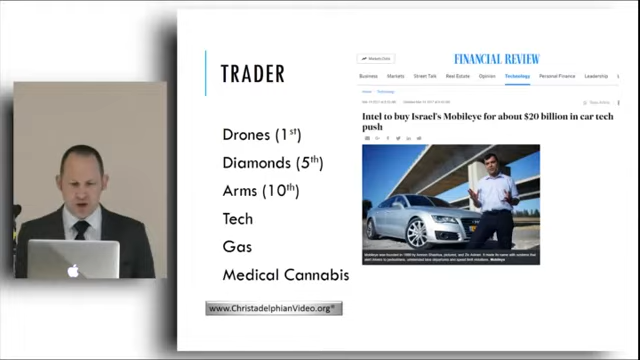 TRADER
Drones (1st)
Diamonds (5th)
Arms (10th)
Tech
Gas
Medical Cannabis
www.ChristadelphianVideo.org®
FINANCIAL REVIEW
Business Markets Street Talk Real Estate Opinion Technology Personal Finance Leadership
Home Technology
Intel to buy Israel's Mobileye for about $20 billion in car tech
push